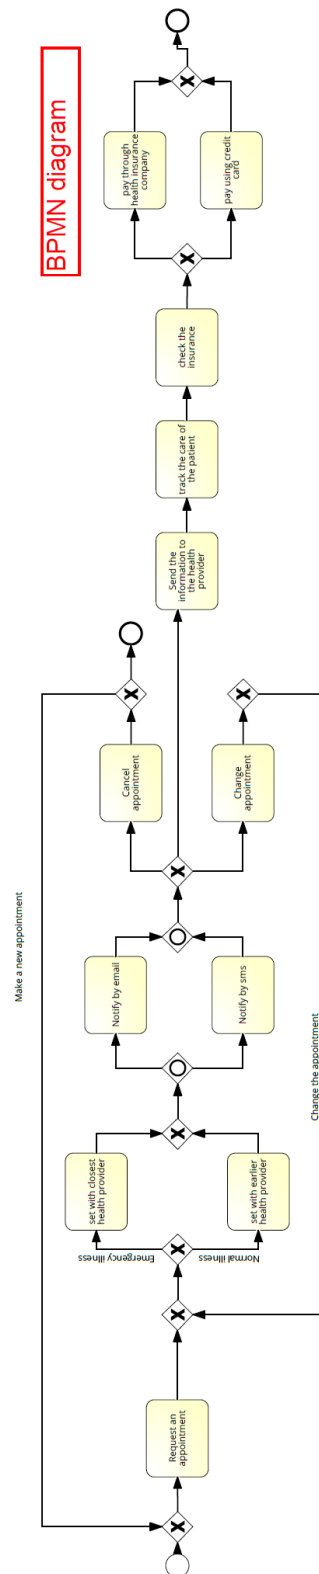 BPMN diagram
Make a new appointment
Request an
appointment
Emergency illness
Normal illness
set with closest
health provider
set with earlier
health provider
Notify by email
Notify by sms
Cancel
appointment
Change
appointment
Send the
information to
the health
provider
track the care of
the patient
check the
insurance
pay through
health insurance
company
pay using credit
card
Change the appointment